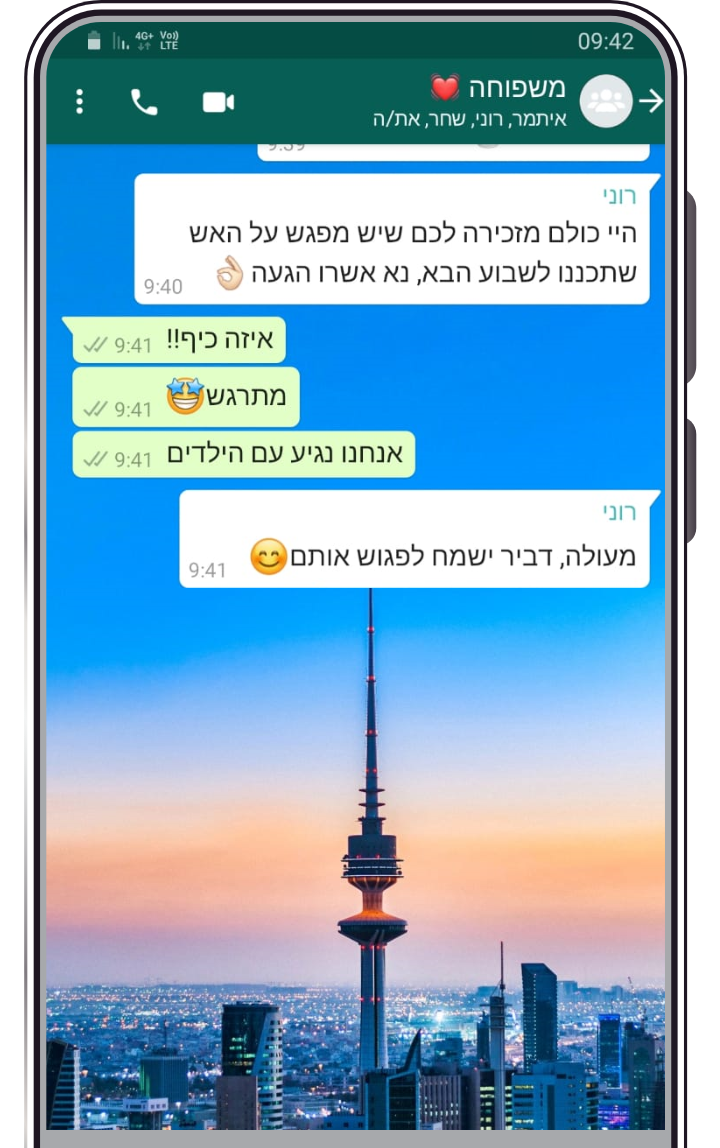 4G+ Vo)) LTE 09:42
משפוחה
איתמר, רוני, שחר, את/ה
רוני
היי כולם מזכירה לכם שיש מפגש על האש
שתכננו לשבוע הבא, נא אשרו הגעה👌🏻
9:40
איזה כיף!! 9:41
מתרגש🤩 9:41
אנחנו נגיע עם הילדים 9:41
רוני
מעולה, דביר ישמח לפגוש אותם😊
9:41